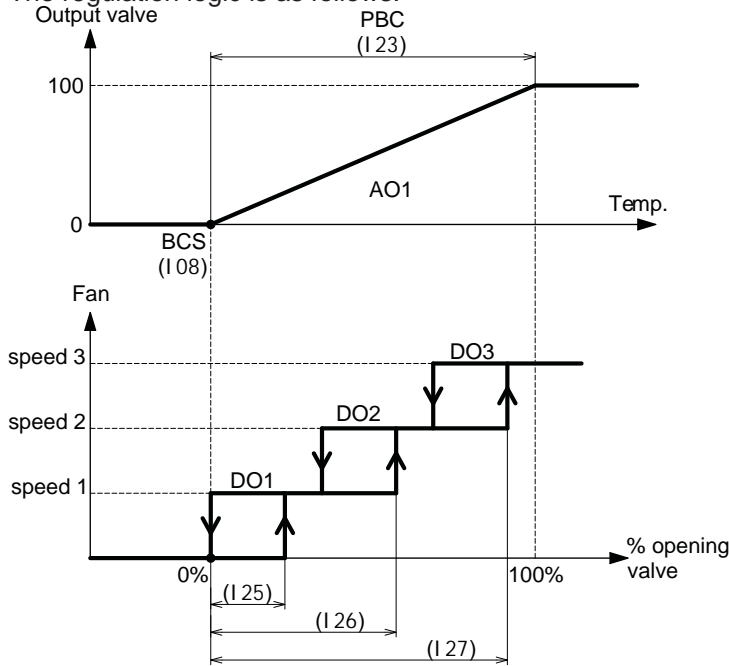 The regulation logic is as follows:
Output valve
PBC
(I23)
100
AO1
Temp.
0
BCS
(I08)
Fan
speed 3
DO3
speed 2
DO2
speed 1
DO1
% opening
valve
0%
100%
(I25)
(I26)
(I27)